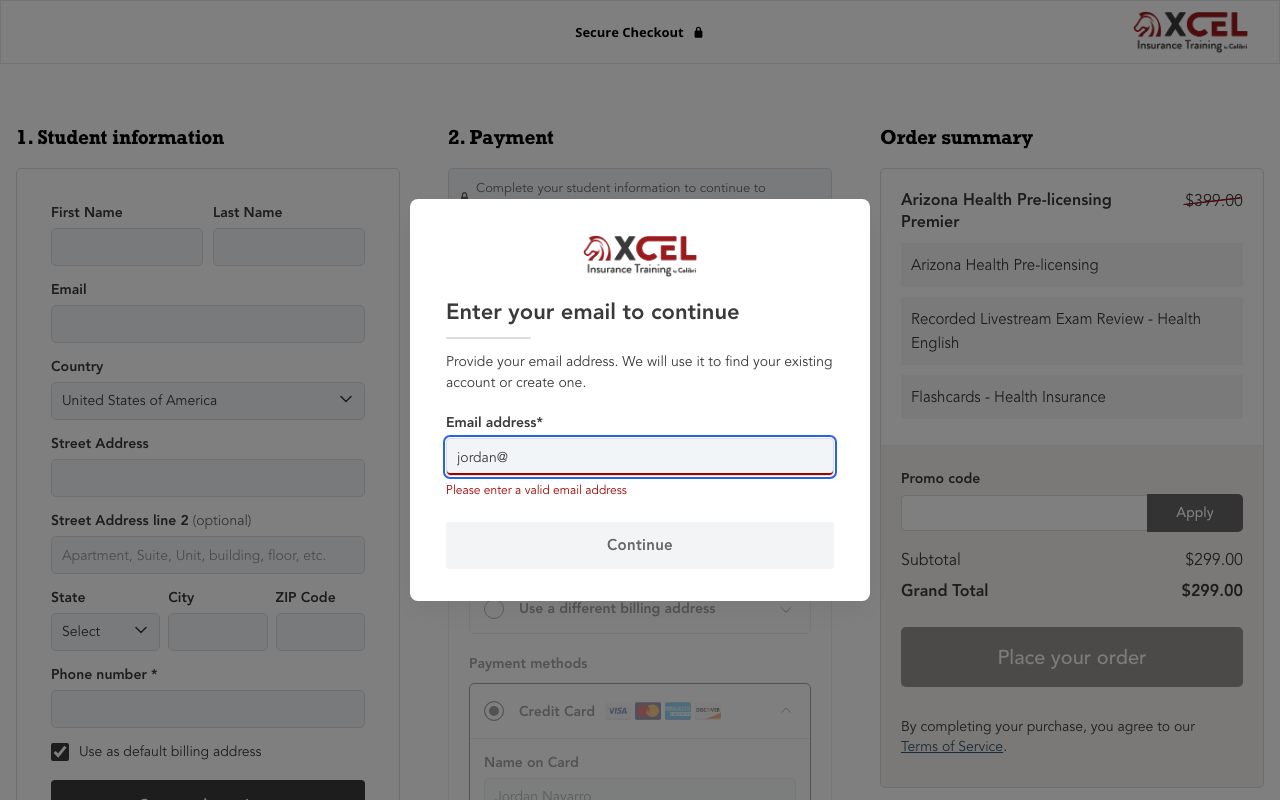 Secure Checkout
XCEL
Insurance Training by Calibri
1. Student information
First Name
Last Name
Email
Country
United States of America
Street Address
Street Address line 2 (optional)
Apartment, Suite, Unit, building, floor, etc.
State
City
ZIP Code
Select
Phone number *
Use as default billing address
2. Payment
Complete your student information to continue to
XCEL
Insurance Training by Calibri
Enter your email to continue
Provide your email address. We will use it to find your existing
account or create one.
Email address*
jordan@
Please enter a valid email address
Continue
Use a different billing address
Payment methods
Credit Card
VISA
DISCOVER
Name on Card
Jordan Navarro
Order summary
Arizona Health Pre-licensing
Premier
$399.00
Arizona Health Pre-licensing
Recorded Livestream Exam Review - Health
English
Flashcards - Health Insurance
Promo code
Apply
Subtotal
$299.00
Grand Total
$299.00
Place your order
By completing your purchase, you agree to our
Terms of Service.